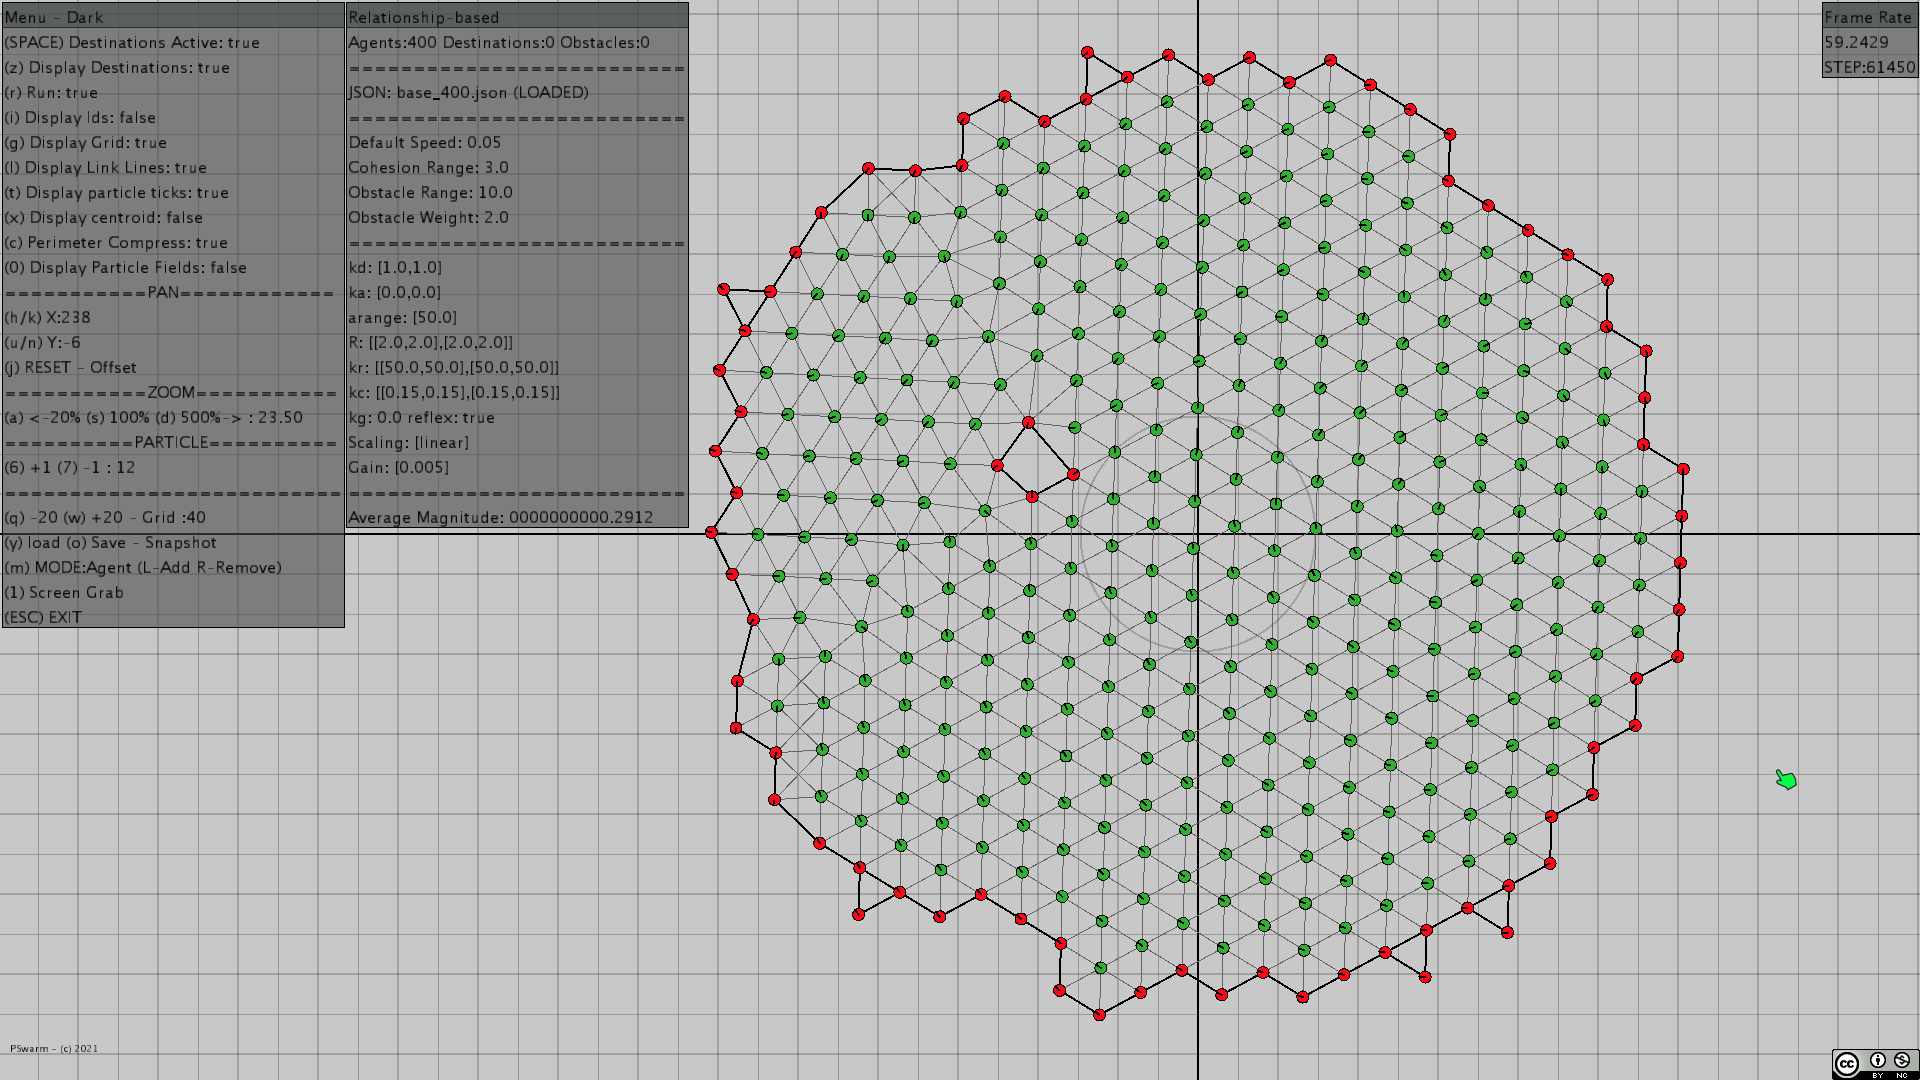 Menu - Dark
(SPACE) Destinations Active: true
(z) Display Destinations: true
(r) Run: true
(i) Display Ids: false
(g) Display Grid: true
(l) Display Link Lines: true
(t) Display particle ticks: true
(x) Display centroid: false
(c) Perimeter Compress: true
(0) Display Particle Fields: false
===========PAN===========
(h/k) X:238
(u/n) Y:-6
(j) RESET - Offset
==========ZOOM==========
(a) <-20% (s) 100% (d) 500%-> : 23.50
==========PARTICLE=========
(6) +1 (7) -1 : 12
==========================
(q) -20 (w) +20 - Grid :40
(y) load (o) Save - Snapshot
(m) MODE:Agent (L-Add R-Remove)
(1) Screen Grab
(ESC) EXIT
Relationship-based
Agents:400 Destinations:0 Obstacles:0
==========================
JSON: base_400.json (LOADED)
==========================
Default Speed: 0.05
Cohesion Range: 3.0
Obstacle Range: 10.0
Obstacle Weight: 2.0
==========================
kd: [1.0,1.0]
ka: [0.0,0.0]
arange: [50.0]
R: [[2.0,2.0],[2.0,2.0]]
kr: [[50.0,50.0],[50.0,50.0]]
kc: [[0.15,0.15],[0.15,0.15]]
kg: 0.0 reflex: true
Scaling: [linear]
Gain: [0.005]
==========================
Average Magnitude: 0000000000.2912
Frame Rate
59.2429
STEP:61450
PSwarm - (c) 2021
cc
BY NC